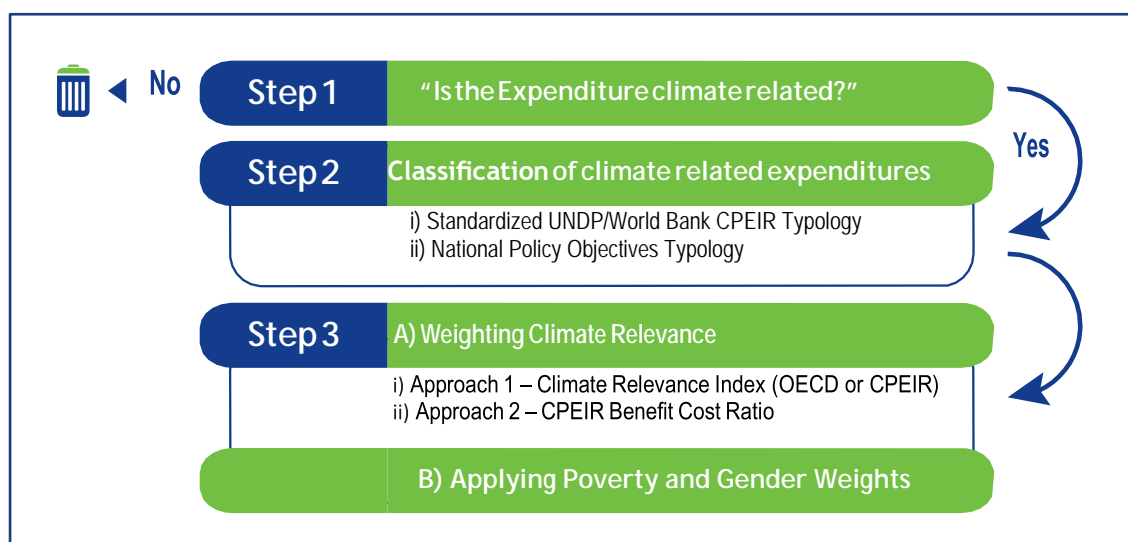 No
Step 1
“Is the Expenditure climate related?”
Yes
Step 2
Classification of climate related expenditures
i) Standardized UNDP/World Bank CPEIR Typology
ii) National Policy Objectives Typology
Step 3
A) Weighting Climate Relevance
i) Approach 1 – Climate Relevance Index (OECD or CPEIR)
ii) Approach 2 – CPEIR Benefit Cost Ratio
B) Applying Poverty and Gender Weights